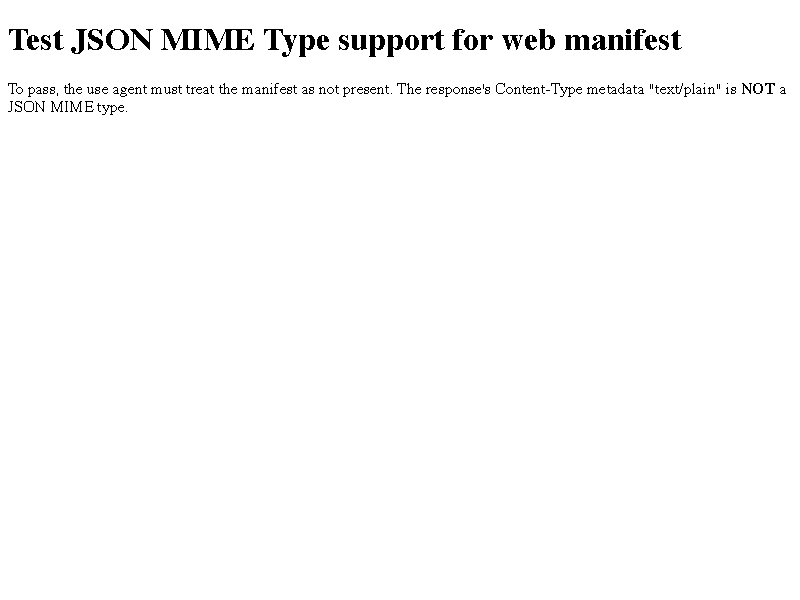 Test JSON MIME Type support for web manifest
To pass, the use agent must treat the manifest as not present. The response's Content-Type metadata "text/plain" is NOT a
JSON MIME type.